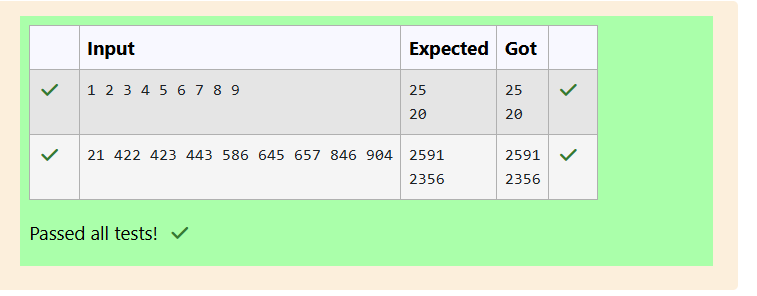 Input Expected Got
1 2 3 4 5 6 7 8 9 25 25
20 20
21 422 423 443 586 645 657 846 904 2591 2591
2356 2356
Passed all tests!